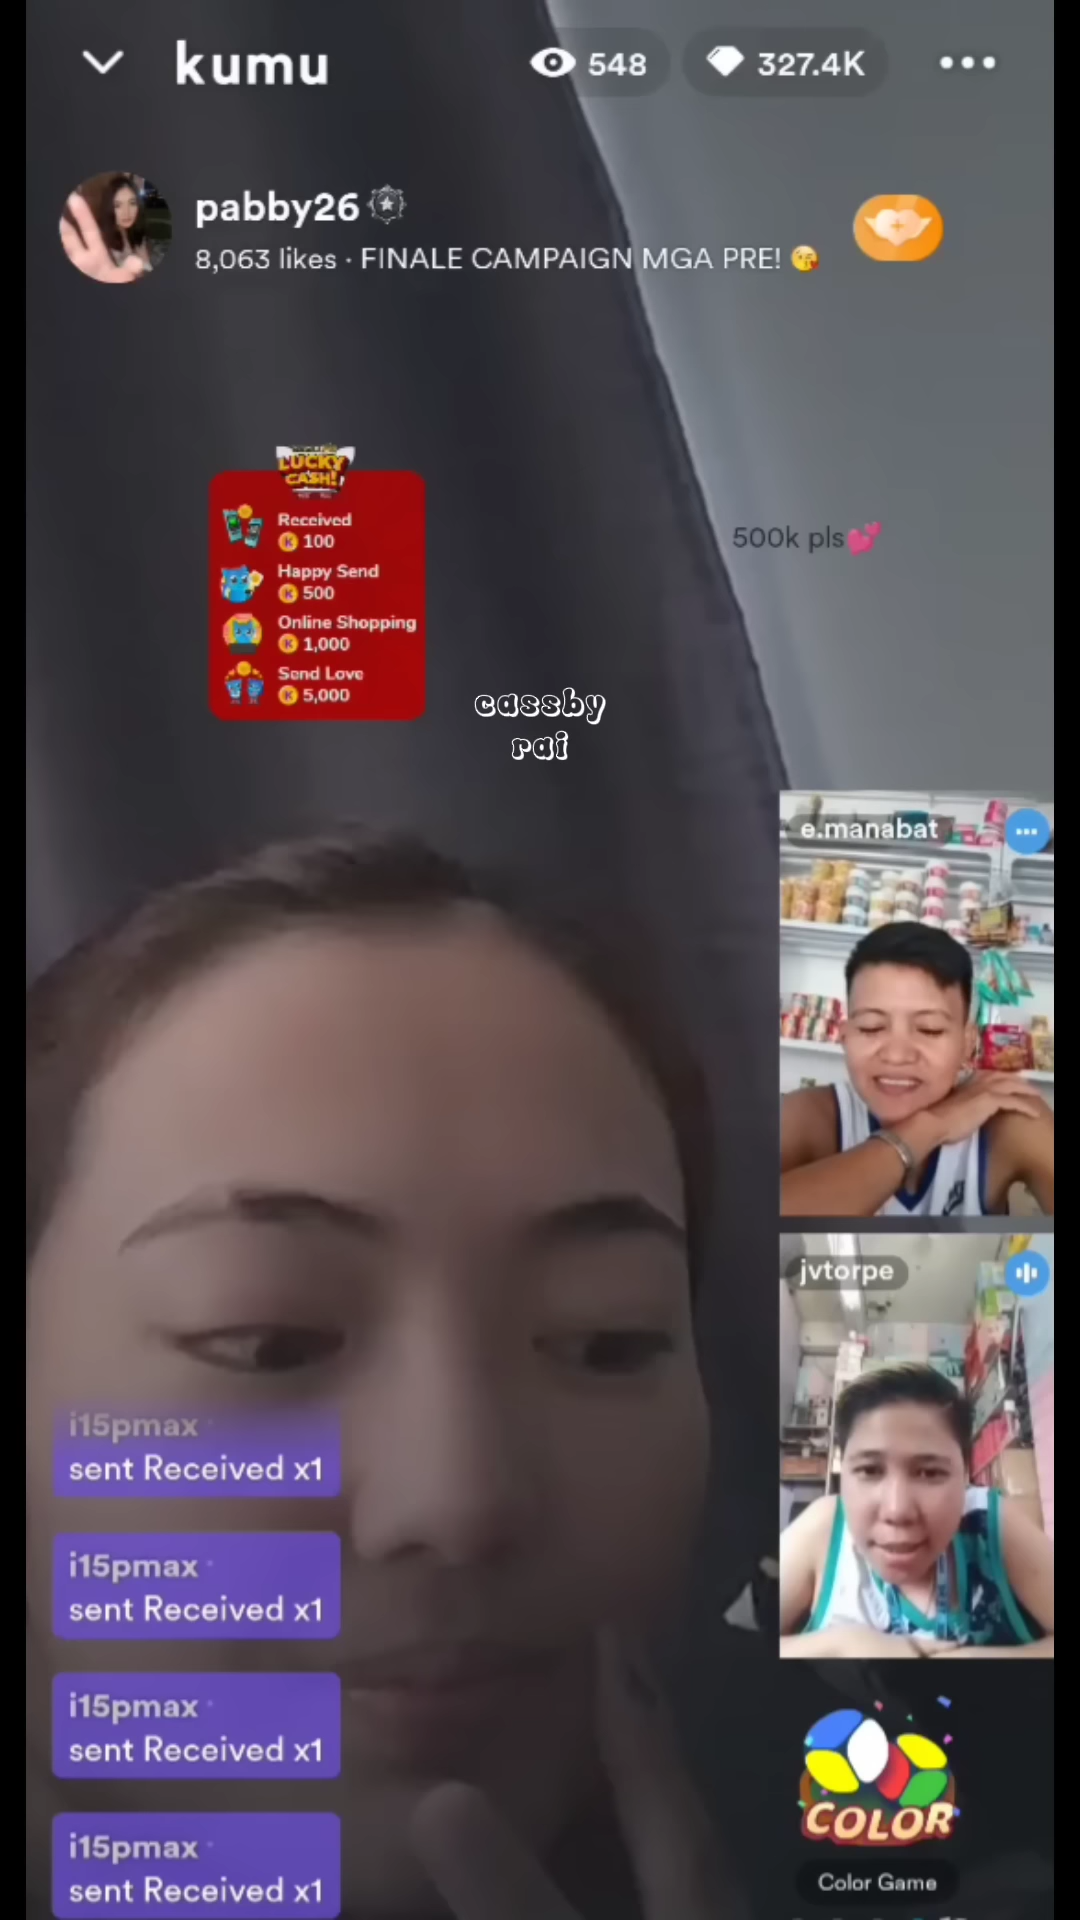 kumu
548
327.4K
pabby26
8,063 likes · FINALE CAMPAIGN MGA PRE! 😘
LUCKY
CASH!
Received
K 100
Happy Send
K 500
Online Shopping
K 1,000
Send Love
K 5,000
500k pls💕
cassby
rai
e.manabat
jvtorpe
i15pmax
sent Received x1
i15pmax
sent Received x1
i15pmax
sent Received x1
i15pmax
sent Received x1
COLOR
Color Game